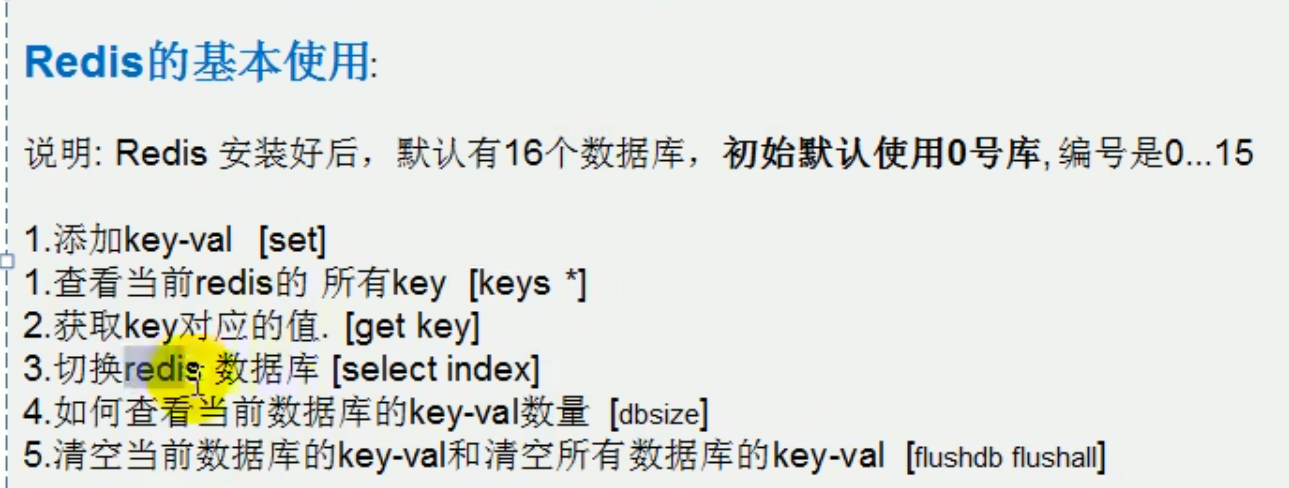 Redis的基本使用:
说明: Redis 安装好后，默认有16个数据库，初始默认使用0号库, 编号是0...15
1.添加key-val [set]
1.查看当前redis的 所有key [keys *]
2.获取key对应的值. [get key]
3.切换redis 数据库 [select index]
4.如何查看当前数据库的key-val数量 [dbsize]
5.清空当前数据库的key-val和清空所有数据库的key-val [flushdb flushall]